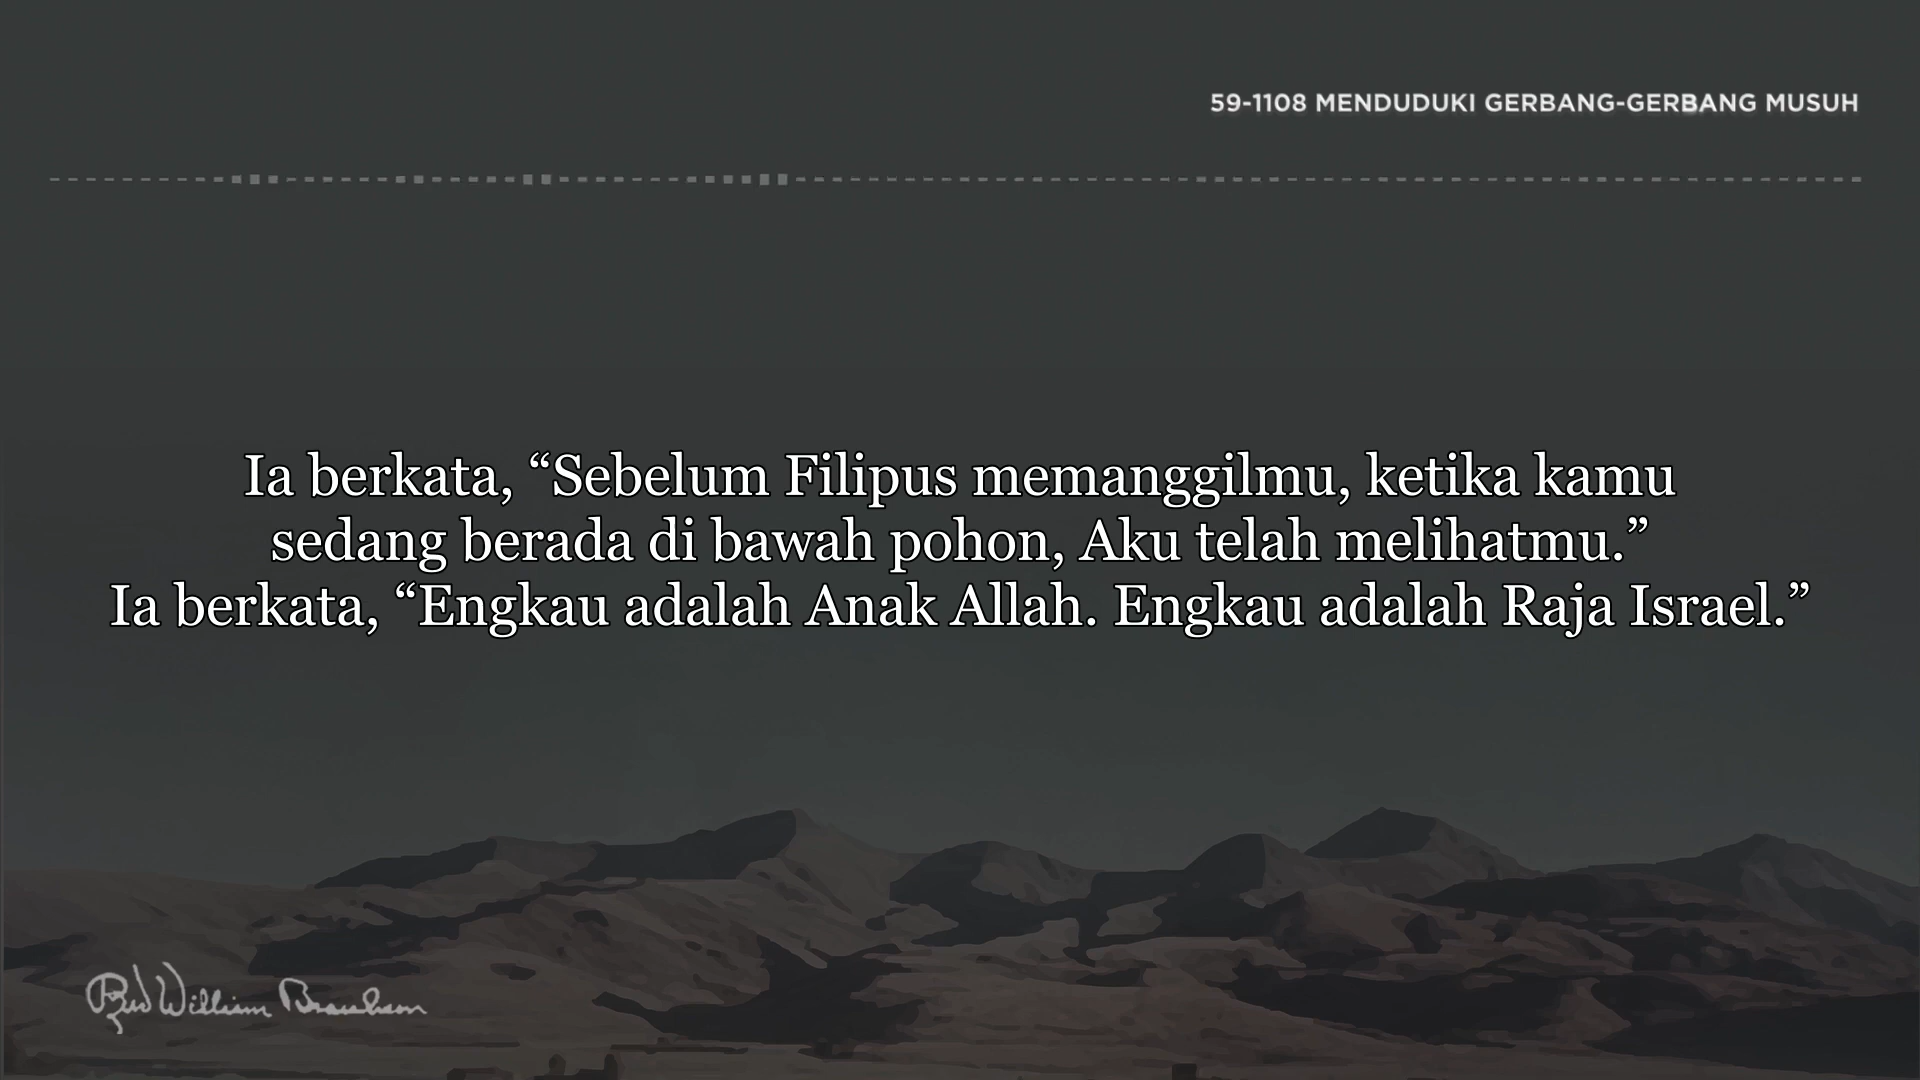 59-1108 MENDUDUKI GERBANG-GERBANG MUSUH
Ia berkata, “Sebelum Filipus memanggilmu, ketika kamu
sedang berada di bawah pohon, Aku telah melihatmu.”
Ia berkata, “Engkau adalah Anak Allah. Engkau adalah Raja Israel.”
Rev William Branham